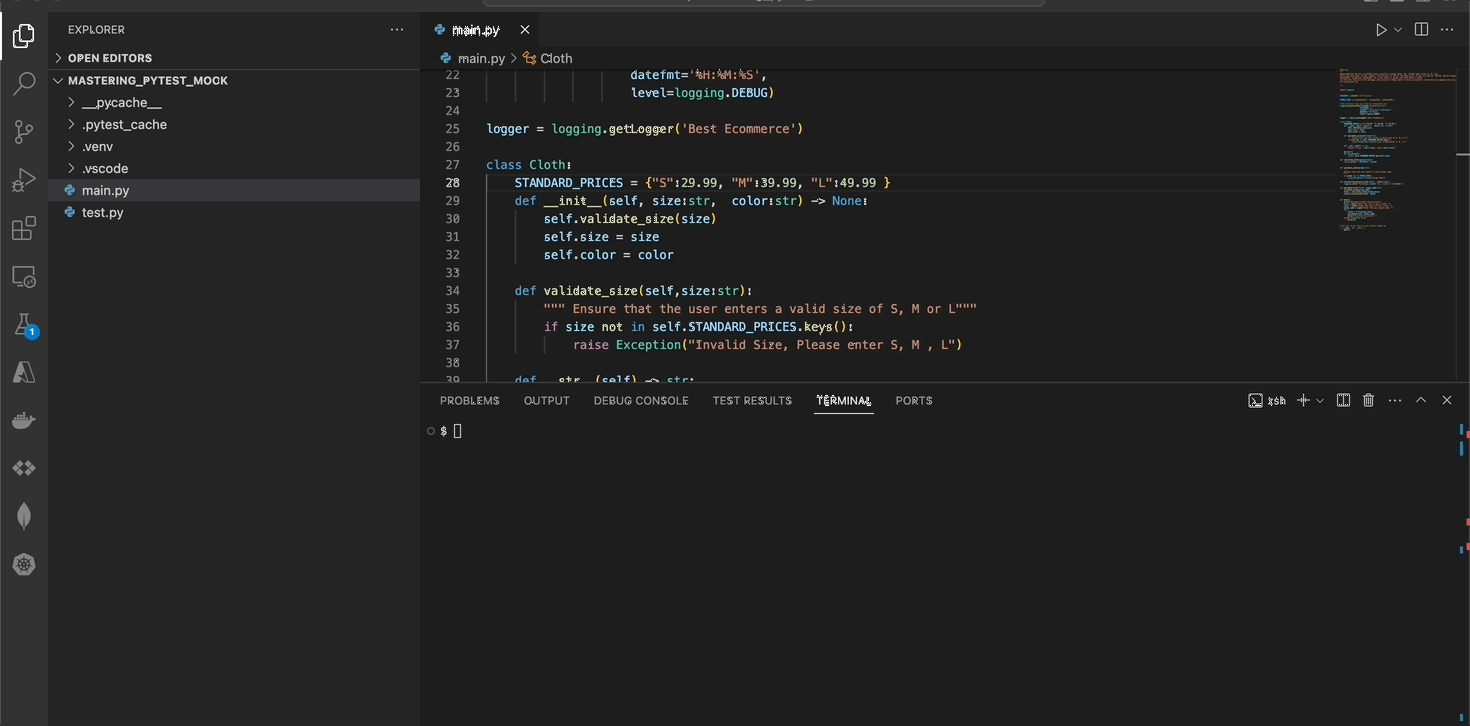 EXPLORER
OPEN EDITORS
MASTERING_PYTEST_MOCK
__pycache__
.pytest_cache
.venv
.vscode
main.py
test.py
1
main.py
main.py > Cloth
22 datefmt='%H:%M:%S',
23 level=logging.DEBUG)
24
25 logger = logging.getLogger('Best Ecommerce')
26
27 class Cloth:
28 STANDARD_PRICES = {"S":29.99, "M":39.99, "L":49.99 }
29 def __init__(self, size:str,  color:str) -> None:
30 self.validate_size(size)
31 self.size = size
32 self.color = color
33
34 def validate_size(self,size:str):
35 """ Ensure that the user enters a valid size of S, M or L"""
36 if size not in self.STANDARD_PRICES.keys():
37 raise Exception("Invalid Size, Please enter S, M , L")
38
39 def __str__(self) -> str:
PROBLEMS OUTPUT DEBUG CONSOLE TEST RESULTS TERMINAL PORTS
zsh
$